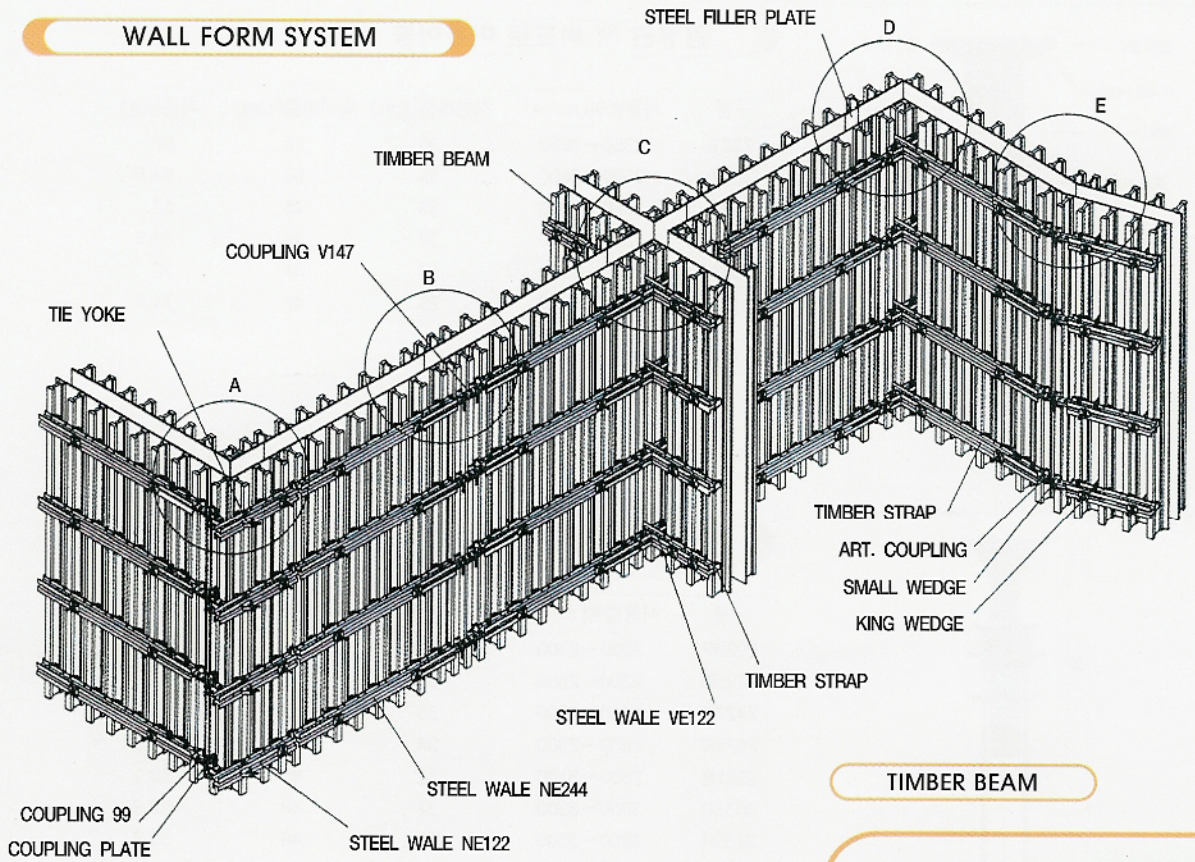 WALL FORM SYSTEM
STEEL FILLER PLATE
D
E
C
TIMBER BEAM
COUPLING V147
B
TIE YOKE
A
TIMBER STRAP
ART. COUPLING
SMALL WEDGE
KING WEDGE
TIMBER STRAP
STEEL WALE VE122
STEEL WALE NE244
TIMBER BEAM
COUPLING 99
STEEL WALE NE122
COUPLING PLATE